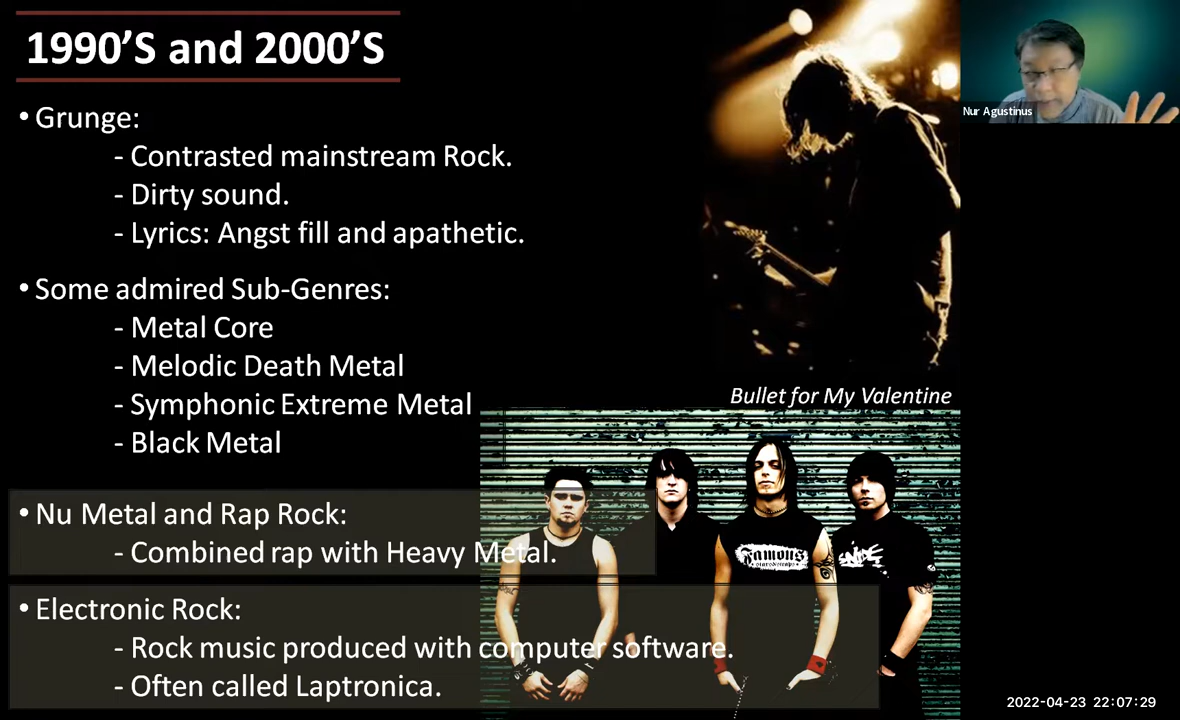 1990’S and 2000’S
• Grunge:
- Contrasted mainstream Rock.
- Dirty sound.
- Lyrics: Angst fill and apathetic.
• Some admired Sub-Genres:
- Metal Core
- Melodic Death Metal
- Symphonic Extreme Metal
- Black Metal
• Nu Metal and Rap Rock:
- Combined rap with Heavy Metal.
• Electronic Rock:
- Rock music produced with computer software.
- Often called Laptronica.
Nur Agustinus
Bullet for My Valentine
Famous
stars&straps
2022-04-23 22:07:29